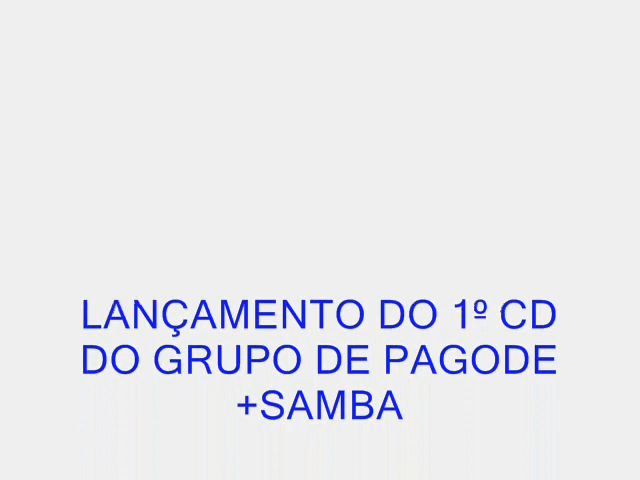 LANÇAMENTO DO 1º CD
DO GRUPO DE PAGODE
+SAMBA